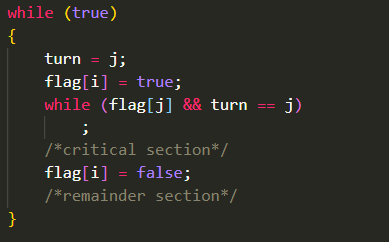 while (true)
{
    turn = j;
    flag[i] = true;
    while (flag[j] && turn == j)
        ;
    /*critical section*/
    flag[i] = false;
    /*remainder section*/
}